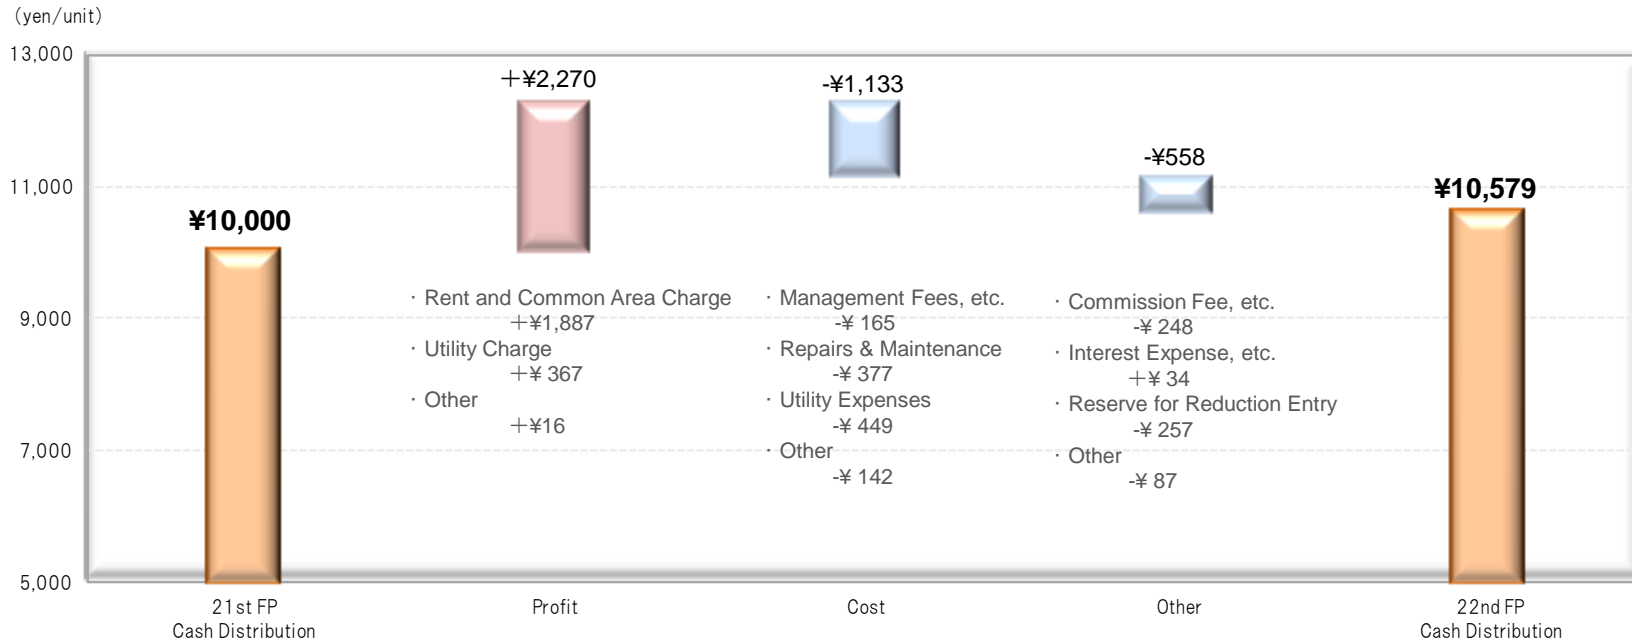 (yen/unit)
13,000
11,000
9,000
7,000
5,000
¥10,000
+¥2,270
-¥1,133
-¥558
¥10,579
・Rent and Common Area Charge
+¥1,887
・Utility Charge
+¥ 367
・Other
+¥16
・Management Fees, etc.
-¥ 165
・Repairs & Maintenance
-¥ 377
・Utility Expenses
-¥ 449
・Other
-¥ 142
・Commission Fee, etc.
-¥ 248
・Interest Expense, etc.
+¥ 34
・Reserve for Reduction Entry
-¥ 257
・Other
-¥ 87
21st FP
Cash Distribution
Profit
Cost
Other
22nd FP
Cash Distribution